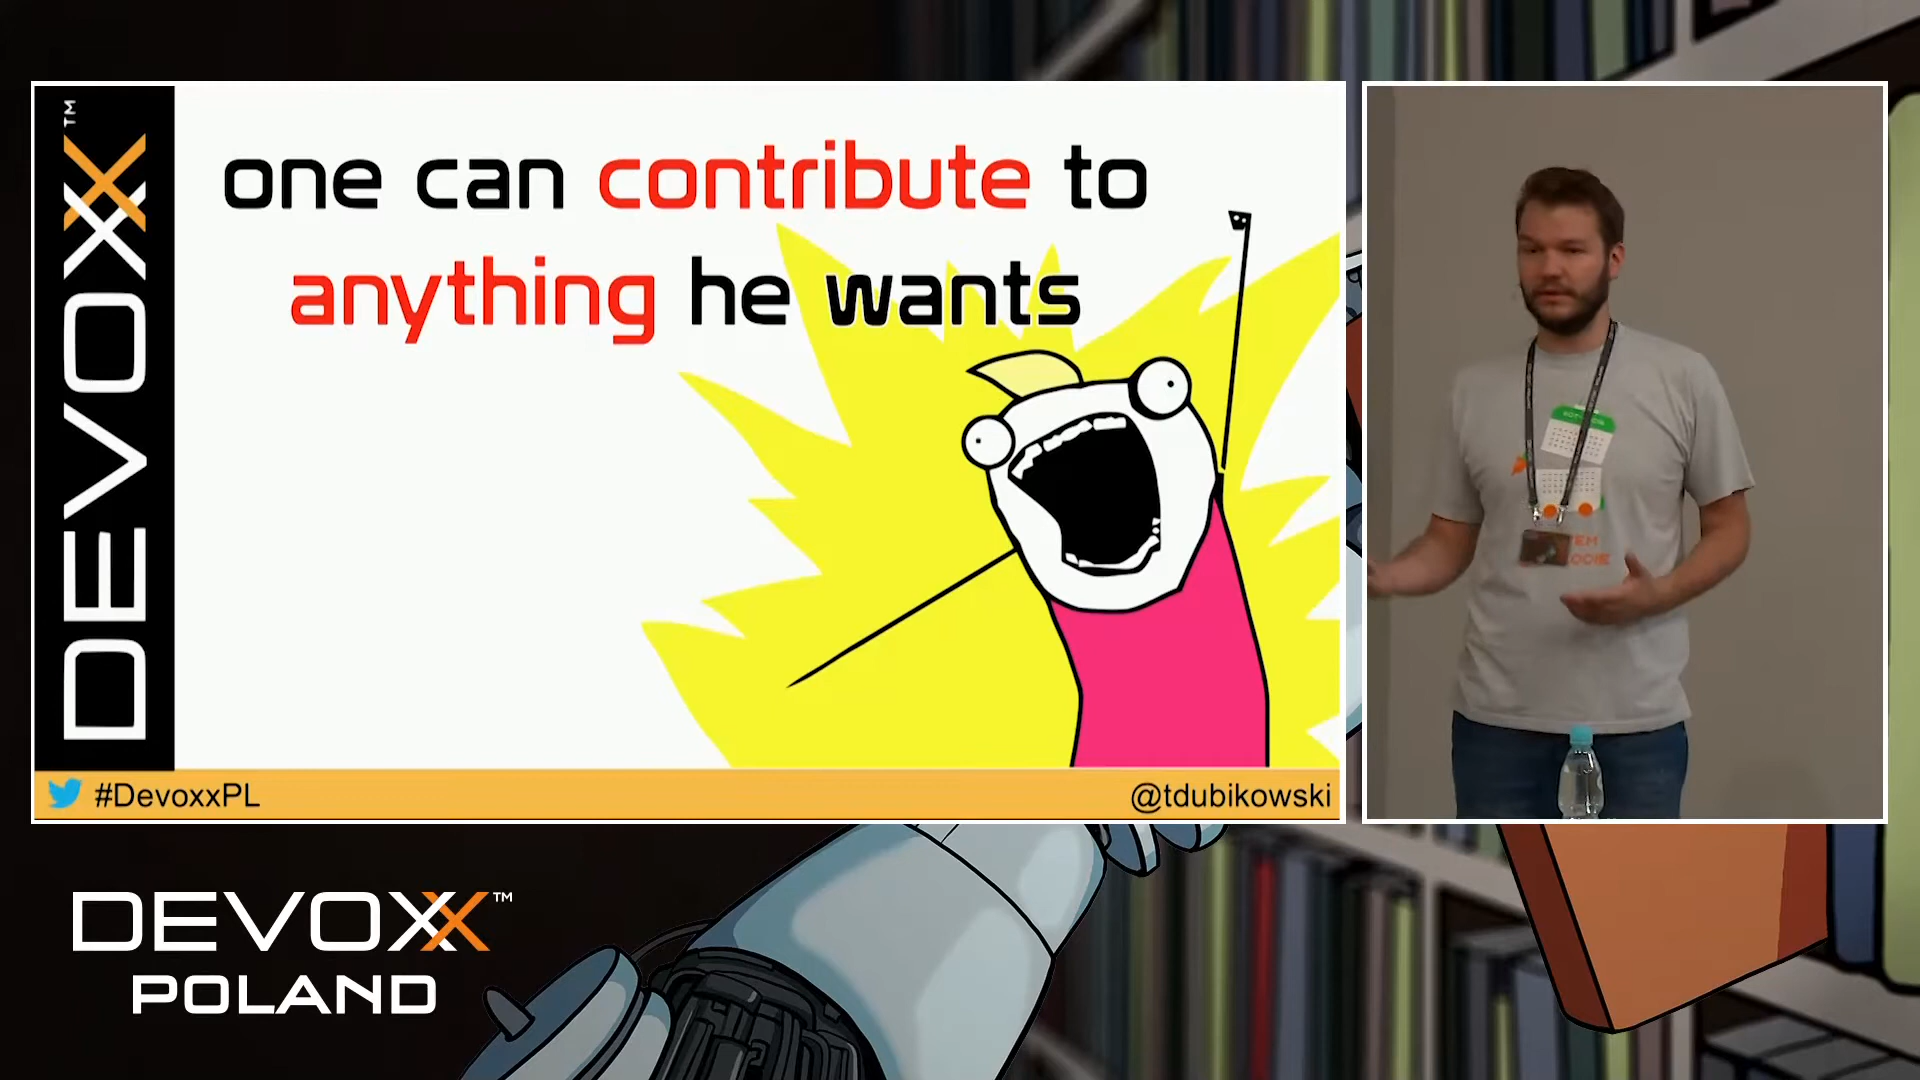 DEVOXX™
one can contribute to
anything he wants
#DevoxxPL
@tdubikowski
DEVOXX™
POLAND